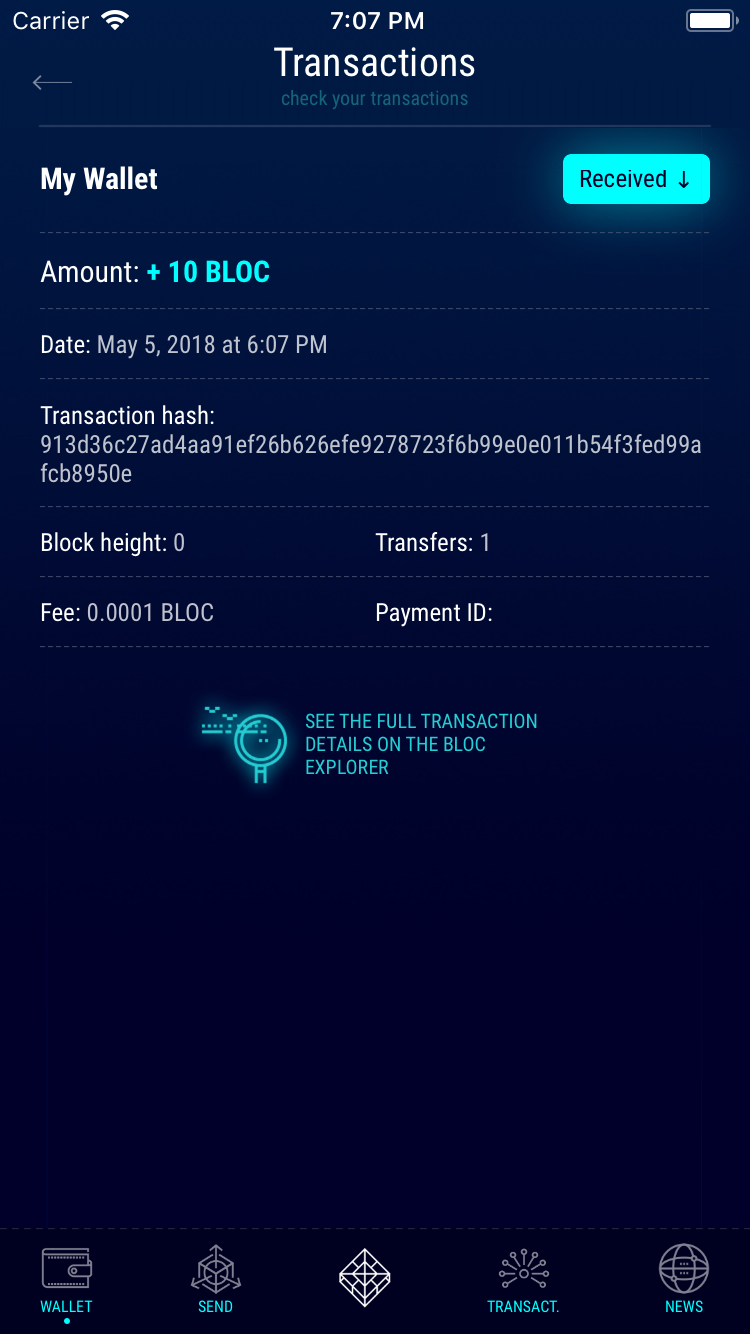 Carrier 7:07 PM
Transactions
check your transactions
My Wallet Received ↓
Amount: + 10 BLOC
Date: May 5, 2018 at 6:07 PM
Transaction hash:
913d36c27ad4aa91ef26b626efe9278723f6b99e0e011b54f3fed99a
fcb8950e
Block height: 0 Transfers: 1
Fee: 0.0001 BLOC Payment ID:
SEE THE FULL TRANSACTION
DETAILS ON THE BLOC
EXPLORER
WALLET SEND TRANSACT. NEWS